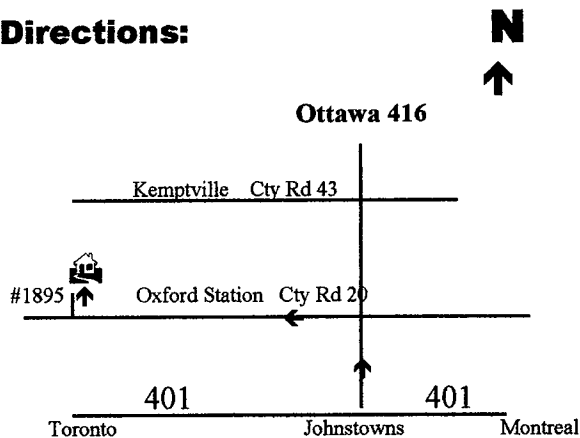 Directions:
N
Ottawa 416
Kemptville Cty Rd 43
#1895
Oxford Station Cty Rd 20
401 401
Toronto Johnstowns Montreal